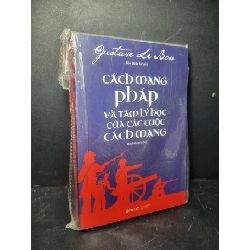 Gustave Le Bon
CÁCH MẠNG
PHÁP
VÀ TÂM LÝ HỌC
CỦA CÁC CUỘC
CÁCH MẠNG